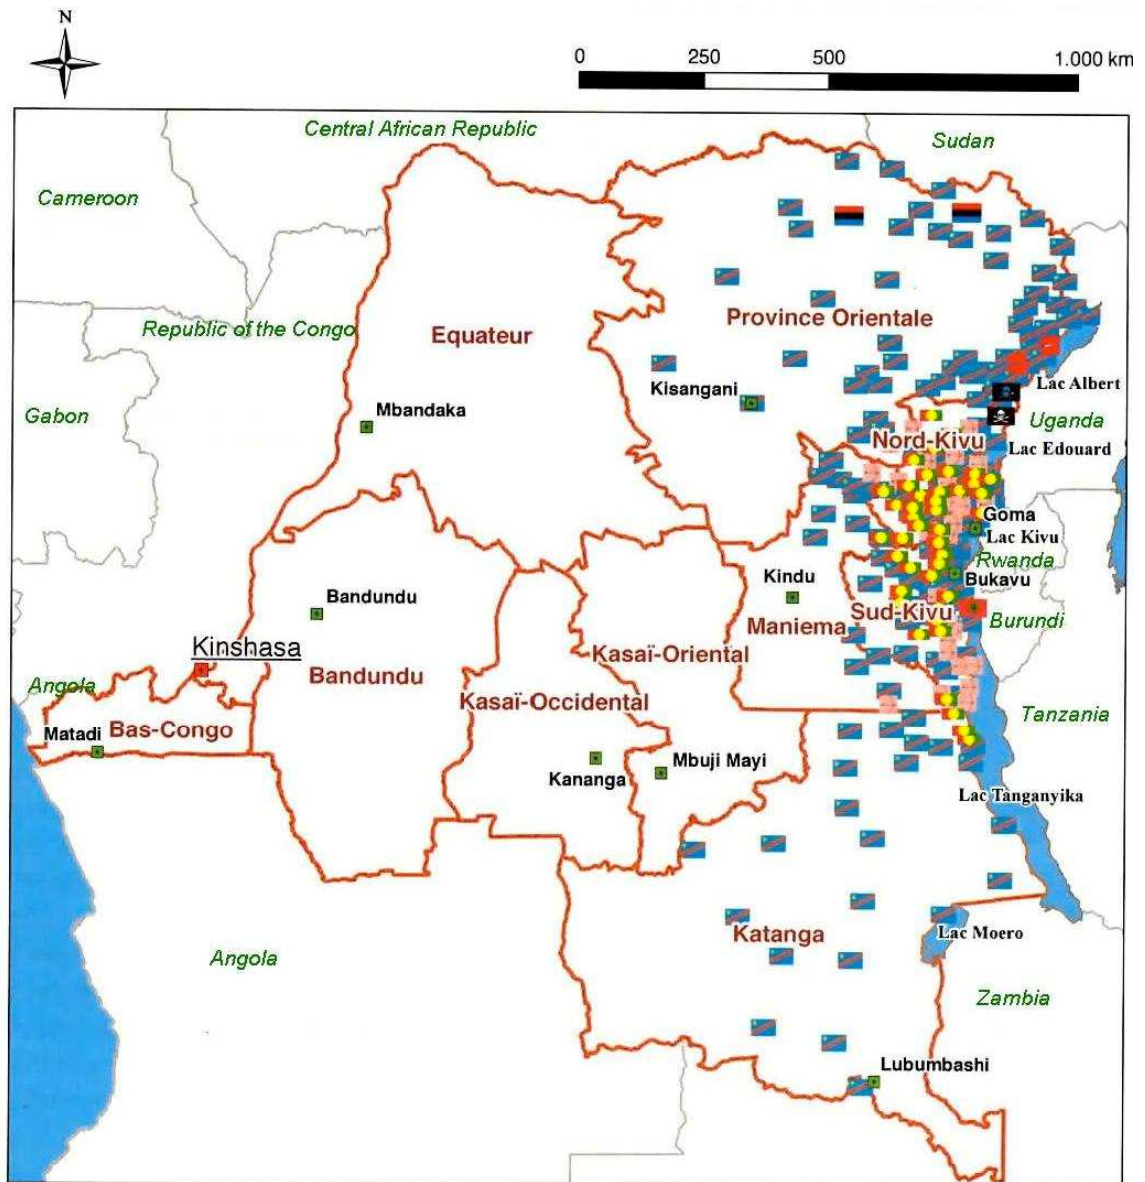 N
0 250 500 1.000 km
Central African Republic
Sudan
Cameroon
Republic of the Congo
Equateur
Province Orientale
Kisangani
Lac Albert
Mbandaka
Gabon
Uganda
Nord-Kivu
Lac Edouard
Goma
Lac Kivu
Rwanda
Bukavu
Kindu
Bandundu
Sud-Kivu
Burundi
Maniema
Kinshasa
Kasaï-Oriental
Bandundu
Angola
Kasaï-Occidental
Tanzania
Bas-Congo
Matadi
Mbuji Mayi
Kananga
Lac Tanganyika
Katanga
Lac Moero
Angola
Zambia
Lubumbashi